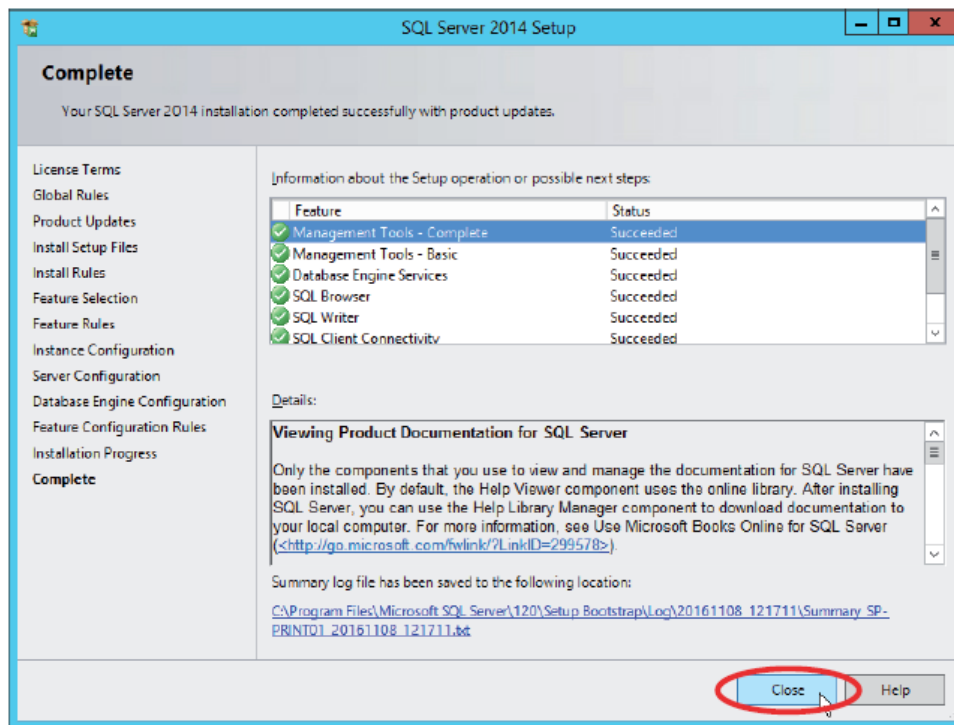 SQL Server 2014 Setup
Complete
Your SQL Server 2014 installation completed successfully with product updates.
License Terms
Global Rules
Product Updates
Install Setup Files
Install Rules
Feature Selection
Feature Rules
Instance Configuration
Server Configuration
Database Engine Configuration
Feature Configuration Rules
Installation Progress
Complete
Information about the Setup operation or possible next steps:
Feature Status
Management Tools - Complete Succeeded
Management Tools - Basic Succeeded
Database Engine Services Succeeded
SQL Browser Succeeded
SQL Writer Succeeded
SQL Client Connectivity Succeeded
Details:
Viewing Product Documentation for SQL Server
Only the components that you use to view and manage the documentation for SQL Server have
been installed. By default, the Help Viewer component uses the online library. After installing
SQL Server, you can use the Help Library Manager component to download documentation to
your local computer. For more information, see Use Microsoft Books Online for SQL Server
(<http://go.microsoft.com/fwlink/?LinkID=299578>).
Summary log file has been saved to the following location:
C:\Program Files\Microsoft SQL Server\120\Setup Bootstrap\Log\20161108_121711\Summary_SP-
PRINT01_20161108_121711.txt
Close Help